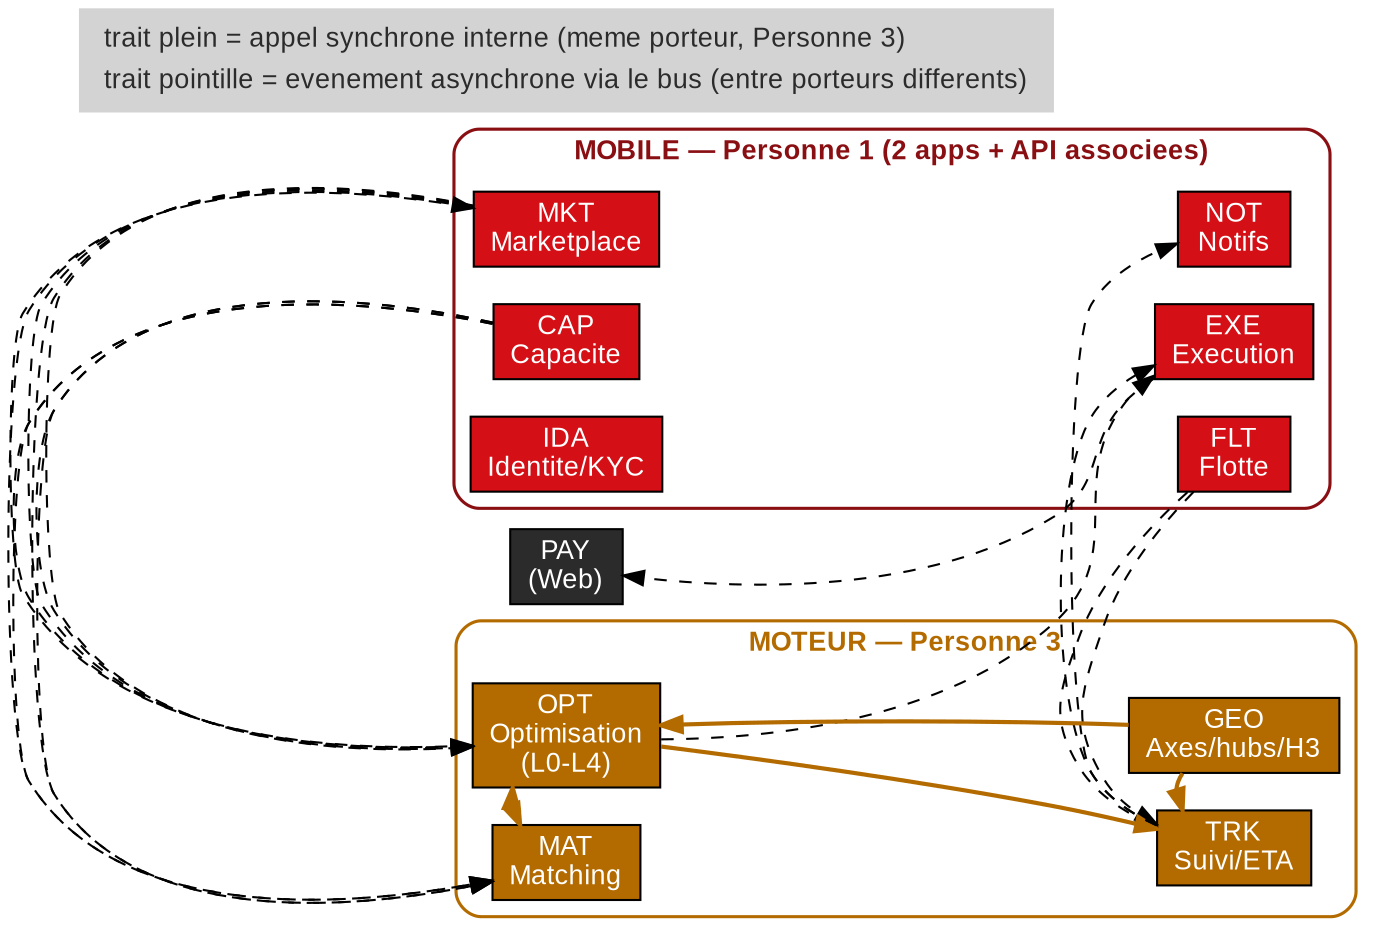 trait plein = appel synchrone interne (meme porteur, Personne 3)
trait pointille = evenement asynchrone via le bus (entre porteurs differents)
MOBILE — Personne 1 (2 apps + API associees)
MKT
Marketplace
NOT
Notifs
CAP
Capacite
EXE
Execution
IDA
Identite/KYC
FLT
Flotte
PAY
(Web)
MOTEUR — Personne 3
OPT
Optimisation
(L0-L4)
GEO
Axes/hubs/H3
MAT
Matching
TRK
Suivi/ETA